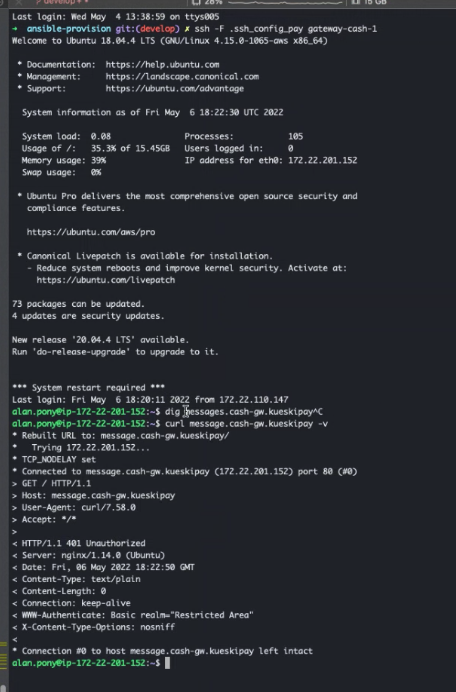 develop
28%
15 GB
Last login: Wed May  4 13:38:59 on ttys005
→  ansible-provision git:(develop) ✗ ssh -F .ssh_config_pay gateway-cash-1
Welcome to Ubuntu 18.04.4 LTS (GNU/Linux 4.15.0-1065-aws x86_64)

 * Documentation:  https://help.ubuntu.com
 * Management:     https://landscape.canonical.com
 * Support:        https://ubuntu.com/advantage

  System information as of Fri May  6 18:22:30 UTC 2022

  System load:  0.08               Processes:           105
  Usage of /:   35.3% of 15.45GB   Users logged in:     0
  Memory usage: 39%                IP address for eth0: 172.22.201.152
  Swap usage:   0%

 * Ubuntu Pro delivers the most comprehensive open source security and
   compliance features.

   https://ubuntu.com/aws/pro

 * Canonical Livepatch is available for installation.
   - Reduce system reboots and improve kernel security. Activate at:
     https://ubuntu.com/livepatch

73 packages can be updated.
4 updates are security updates.

New release '20.04.4 LTS' available.
Run 'do-release-upgrade' to upgrade to it.


*** System restart required ***
Last login: Fri May  6 18:20:11 2022 from 172.22.110.147
alan.pony@ip-172-22-201-152:~$ dig messages.cash-gw.kueskipay^C
alan.pony@ip-172-22-201-152:~$ curl message.cash-gw.kueskipay -v
* Rebuilt URL to: message.cash-gw.kueskipay/
*   Trying 172.22.201.152...
* TCP_NODELAY set
* Connected to message.cash-gw.kueskipay (172.22.201.152) port 80 (#0)
> GET / HTTP/1.1
> Host: message.cash-gw.kueskipay
> User-Agent: curl/7.58.0
> Accept: */*
>
< HTTP/1.1 401 Unauthorized
< Server: nginx/1.14.0 (Ubuntu)
< Date: Fri, 06 May 2022 18:22:50 GMT
< Content-Type: text/plain
< Content-Length: 0
< Connection: keep-alive
< WWW-Authenticate: Basic realm="Restricted Area"
< X-Content-Type-Options: nosniff
<
* Connection #0 to host message.cash-gw.kueskipay left intact
alan.pony@ip-172-22-201-152:~$